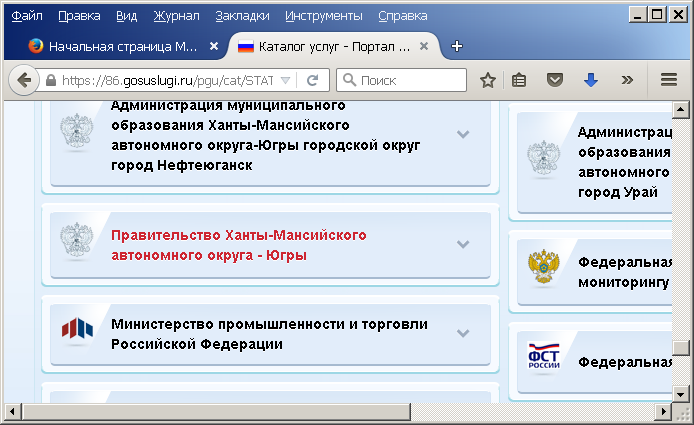 Файл Правка Вид Журнал Закладки Инструменты Справка
Начальная страница M...
Каталог услуг - Портал ...
https://86.gosuslugi.ru/pgu/cat/STAT
Поиск
Администрация муниципального
образования Ханты-Мансийского
автономного округа-Югры городской округ
город Нефтеюганск
Правительство Ханты-Мансийского
автономного округа - Югры
Министерство промышленности и торговли
Российской Федерации
Администрац
образования
автономного
город Урай
Федеральная
мониторингу
ФСТ
РОССИИ
Федеральная